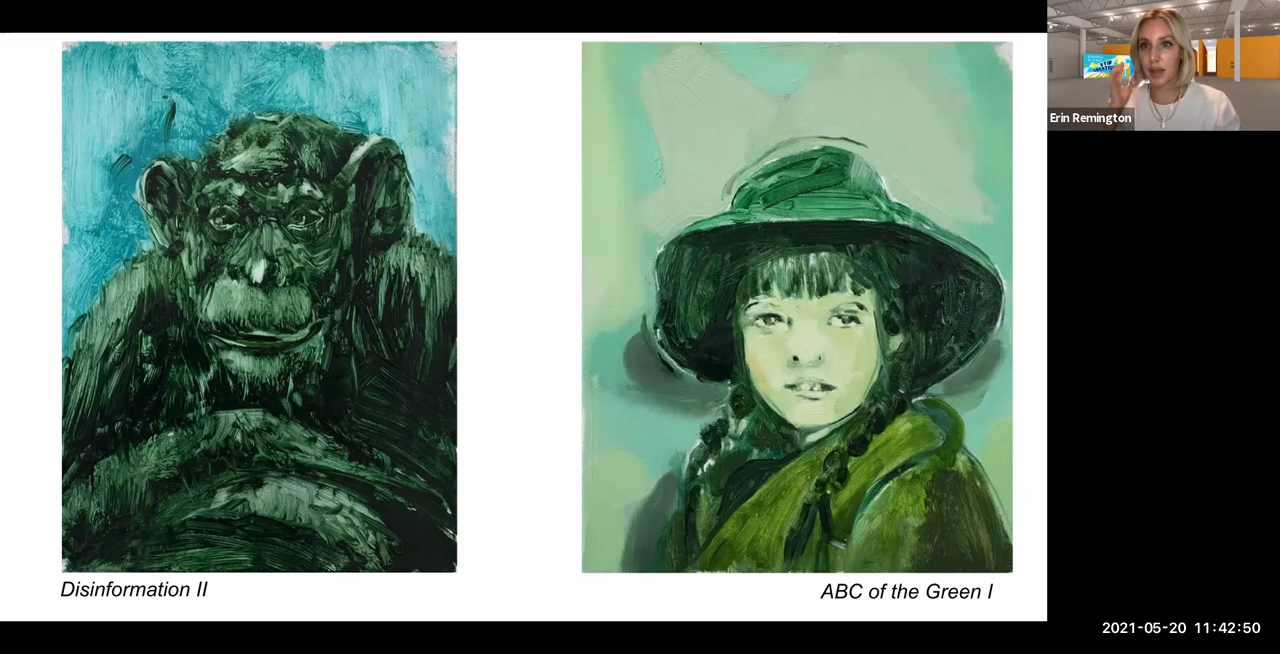 Erin Remington
Disinformation II
ABC of the Green I
2021-05-20 11:42:50